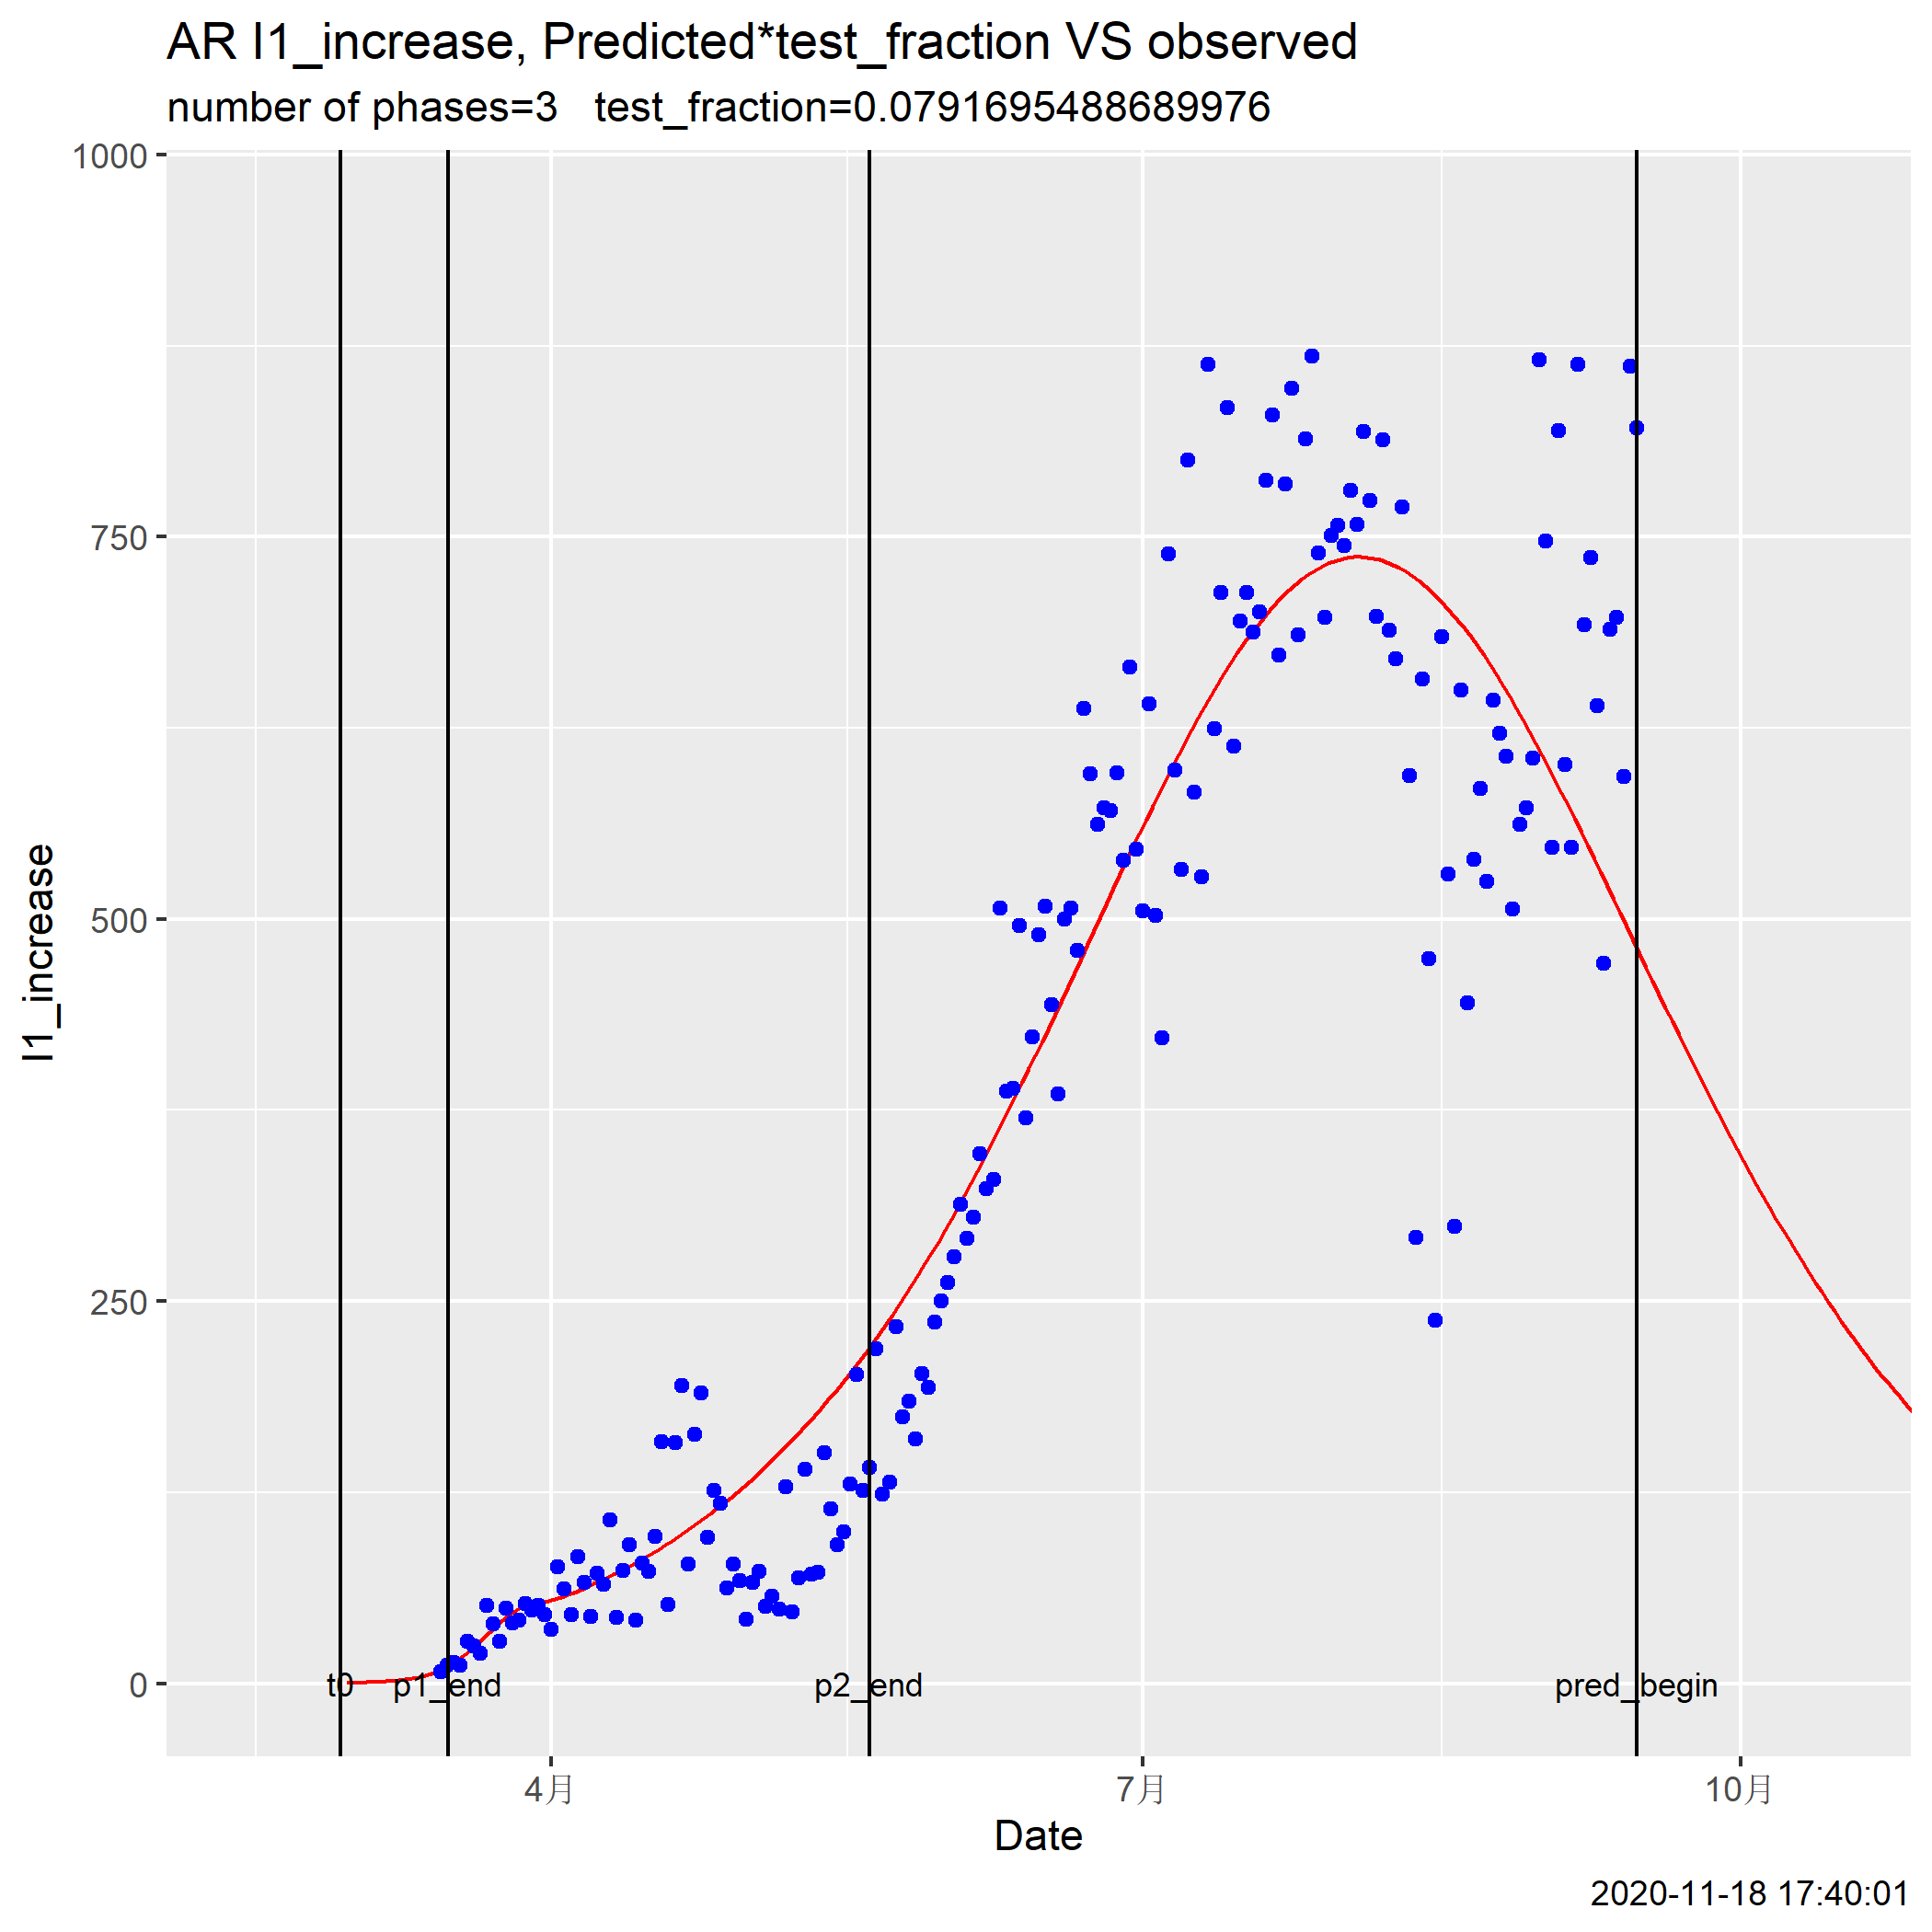 AR I1_increase, Predicted*test_fraction VS observed
number of phases=3 test_fraction=0.0791695488689976
1000
750
500
250
0
I1_increase
t0
p1_end
p2_end
pred_begin
4月
7月
10月
Date
2020-11-18 17:40:01